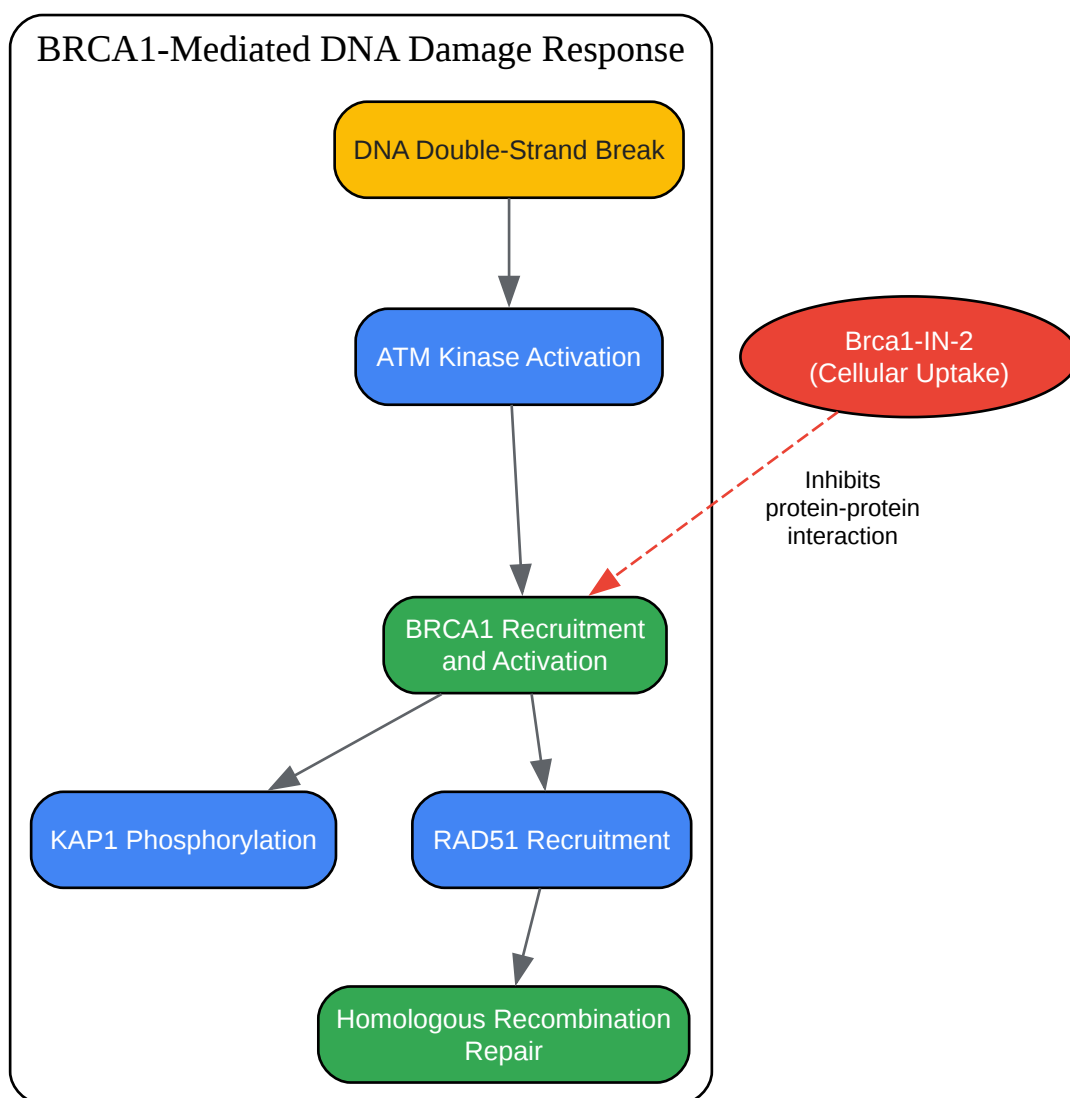 BRCA1-Mediated DNA Damage Response
DNA Double-Strand Break
ATM Kinase Activation
Brca1-IN-2
(Cellular Uptake)
Inhibits
protein-protein
interaction
BRCA1 Recruitment
and Activation
KAP1 Phosphorylation
RAD51 Recruitment
Homologous Recombination
Repair